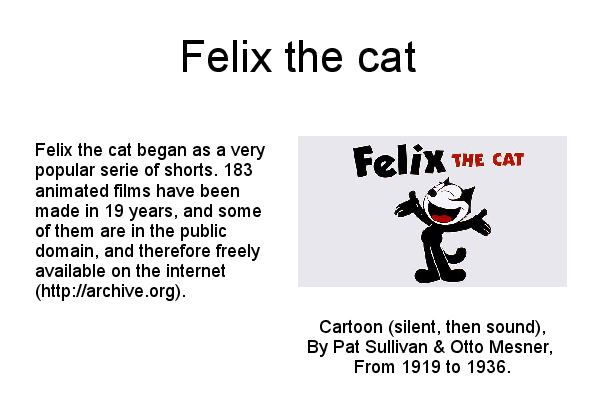 Felix the cat
Felix the cat began as a very
popular serie of shorts. 183
animated films have been
made in 19 years, and some
of them are in the public
domain, and therefore freely
available on the internet
(http://archive.org).
Felix THE CAT
Cartoon (silent, then sound),
By Pat Sullivan & Otto Mesner,
From 1919 to 1936.